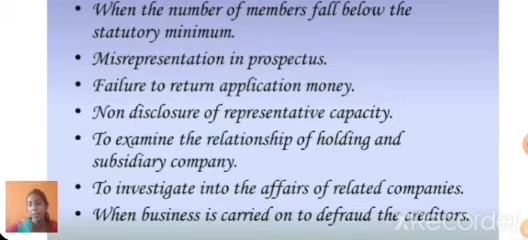 • When the number of members fall below the
statutory minimum.
• Misrepresentation in prospectus.
• Failure to return application money.
• Non disclosure of representative capacity.
• To examine the relationship of holding and
subsidiary company.
• To investigate into the affairs of related companies.
• When business is carried on to defraud the creditors.
XRecorder